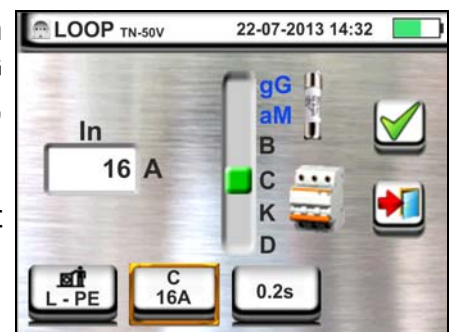 LOOP TN-50V 22-07-2013 14:32
gG
aM
In
B
16 A
C
K
D
L - PE
C
16A
0.2s